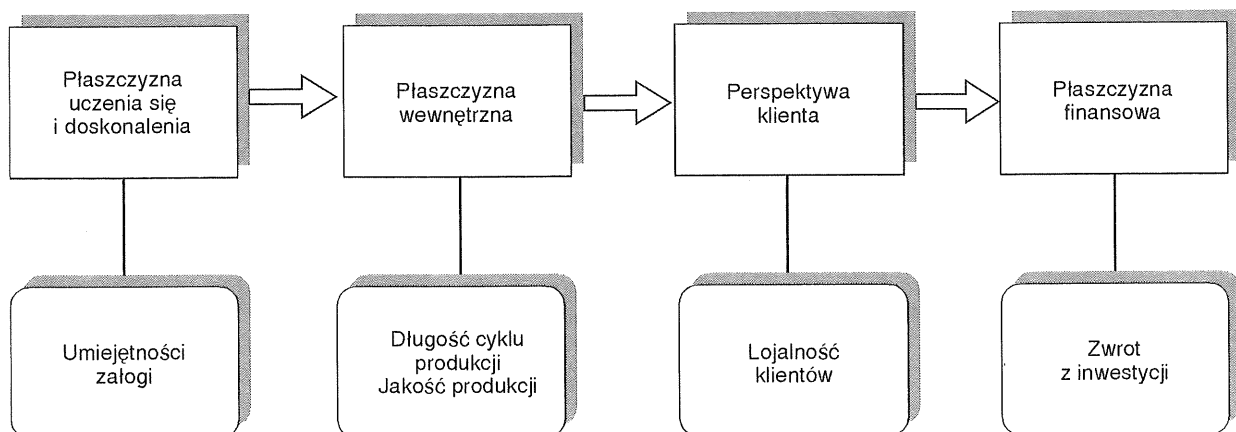 Płaszczyzna
uczenia się
i doskonalenia
Płaszczyzna
wewnętrzna
Perspektywa
klienta
Płaszczyzna
finansowa
Umiejętności
załogi
Długość cyklu
produkcji
Jakość produkcji
Lojalność
klientów
Zwrot
z inwestycji